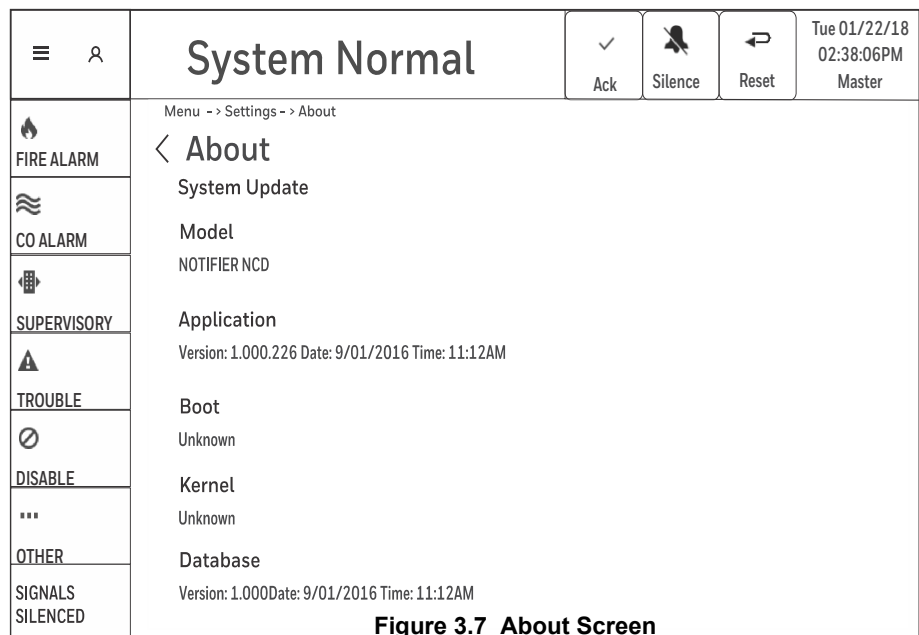 System Normal
Ack
Silence
Reset
Tue 01/22/18
02:38:06PM
Master
FIRE ALARM
CO ALARM
SUPERVISORY
TROUBLE
DISABLE
OTHER
SIGNALS
SILENCED
Menu -> Settings -> About
About
System Update
Model
NOTIFIER NCD
Application
Version: 1.000.226 Date: 9/01/2016 Time: 11:12AM
Boot
Unknown
Kernel
Unknown
Database
Version: 1.000Date: 9/01/2016 Time: 11:12AM
Figure 3.7 About Screen